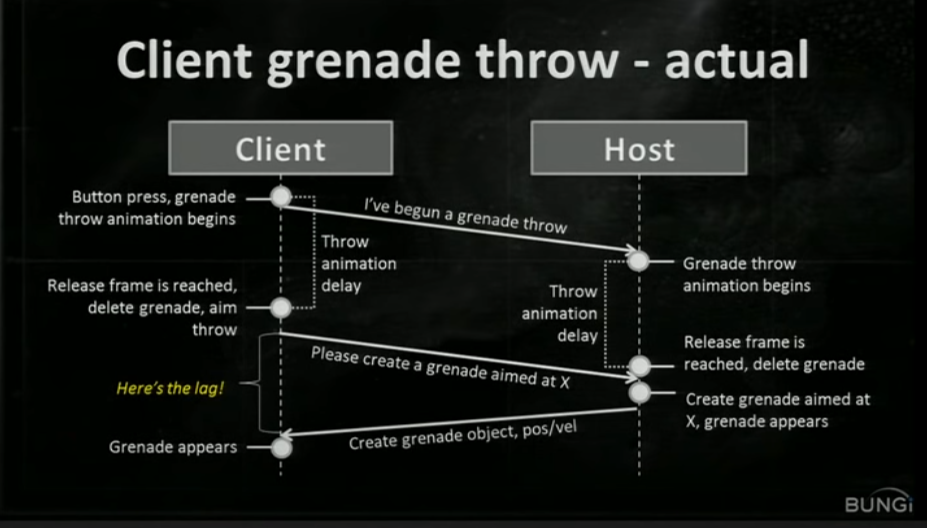 Client grenade throw - actual
Client
Host
Button press, grenade
throw animation begins
I've begun a grenade throw
Throw
animation
delay
Grenade throw
animation begins
Release frame is reached,
delete grenade, aim
throw
Throw
animation
delay
Release frame is
reached, delete grenade
Please create a grenade aimed at X
Here's the lag!
Create grenade aimed at
X, grenade appears
Create grenade object, pos/vel
Grenade appears
BUNGi